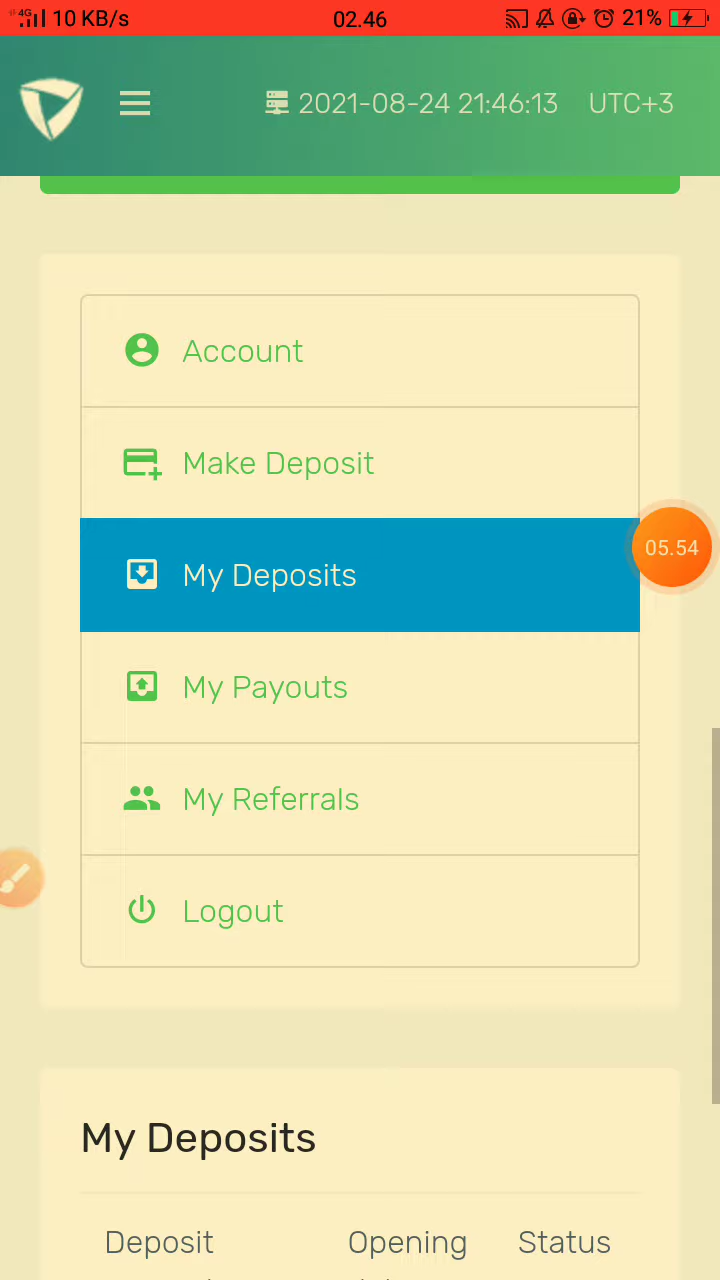 4G 10 KB/s 02.46 21%
2021-08-24 21:46:13 UTC+3
Account
Make Deposit
My Deposits
05.54
My Payouts
My Referrals
Logout
My Deposits
Deposit Opening Status